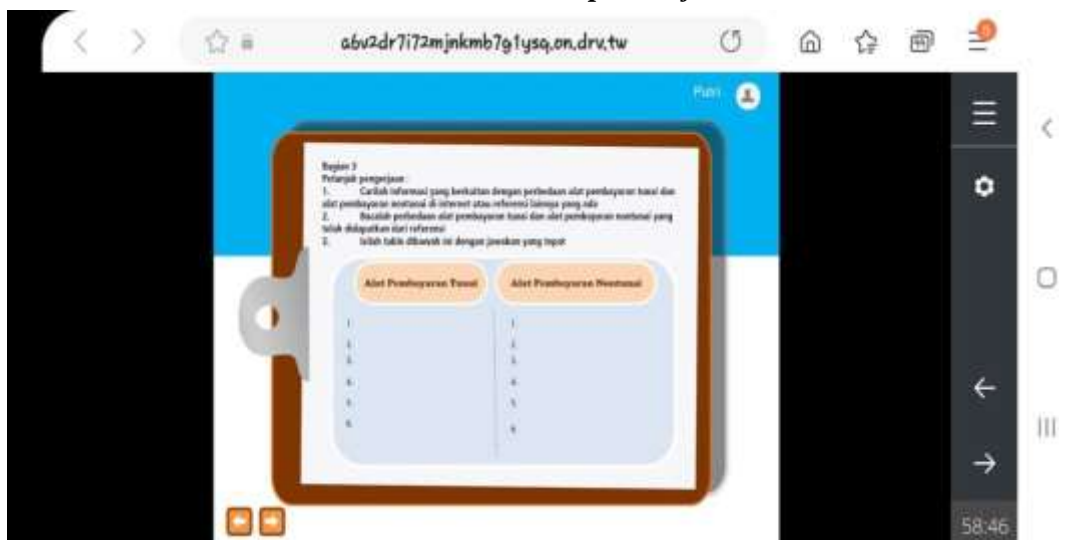 a6v2dr7i72mjnkmb7g1ysq.on.drv.tw
Putri
Bagian 3
Petunjuk pengerjaan :
1. Carilah informasi yang berkaitan dengan perbedaan alat pembayaran tunai dan
alat pembayaran nontunai di internet atau referensi lainnya yang ada
2. Bacalah perbedaan alat pembayaran tunai dan alat pembayaran nontunai yang
telah didapatkan dari referensi
3. Isilah table dibawah ini dengan jawaban yang tepat
Alat Pembayaran Tunai
Alat Pembayaran Nontunai
1.
2.
3.
4.
5.
6.
1.
2.
3.
4.
5.
6.
58:46